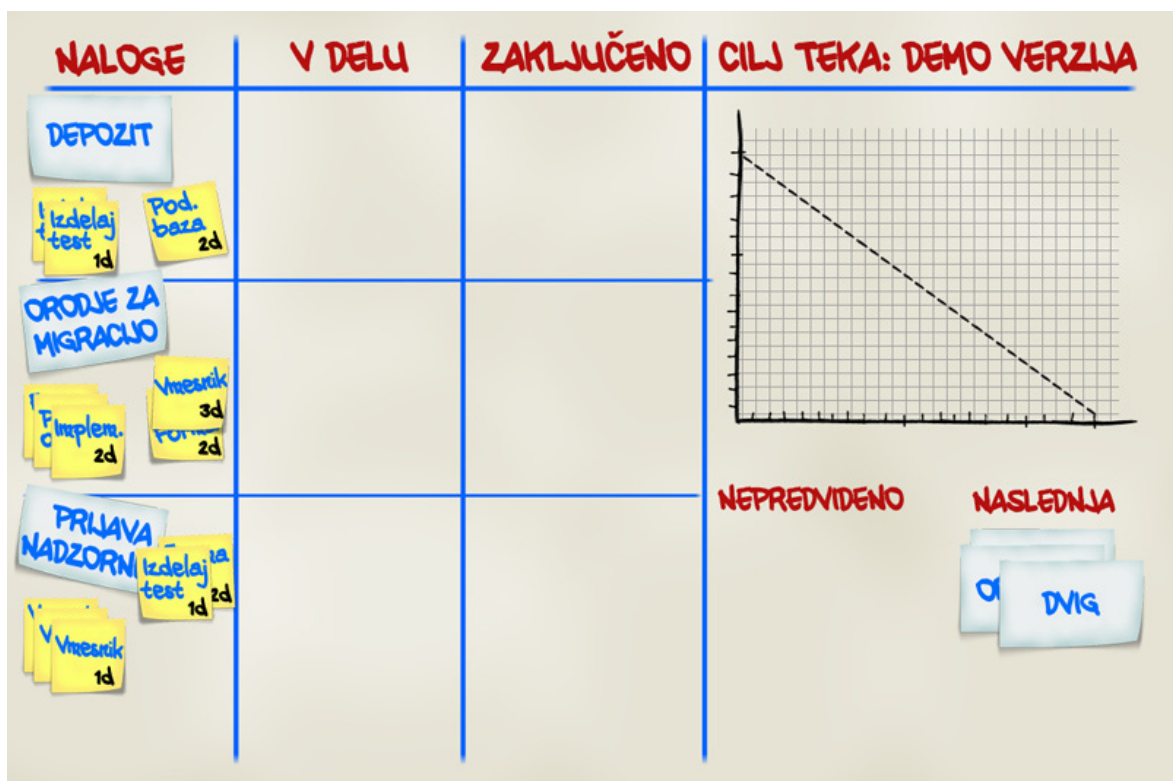 NALOGE
V DELU
ZAKLJUČENO
CILJ TEKA: DEMO VERZIJA
DEPOZIT
Izdelaj
test
1d
Pod.
baza
2d
ORODJE ZA
MIGRACIJO
Vmesnik
3d
2d
Implem.
2d
PRIJAVA
Izdelaj
test
1d
2d
Vmesnik
1d
NEPREDVIDENO
NASLEDNJA
DVIG